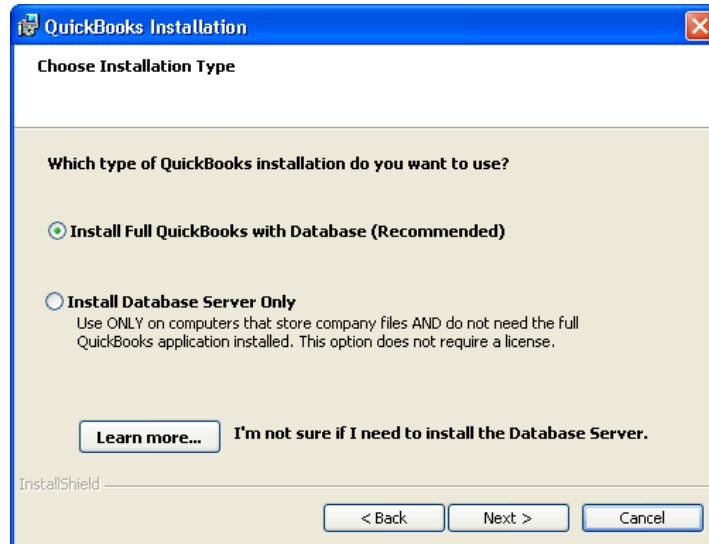 QuickBooks Installation
Choose Installation Type
Which type of QuickBooks installation do you want to use?
Install Full QuickBooks with Database (Recommended)
Install Database Server Only
Use ONLY on computers that store company files AND do not need the full
QuickBooks application installed. This option does not require a license.
Learn more... I'm not sure if I need to install the Database Server.
InstallShield
< Back Next > Cancel